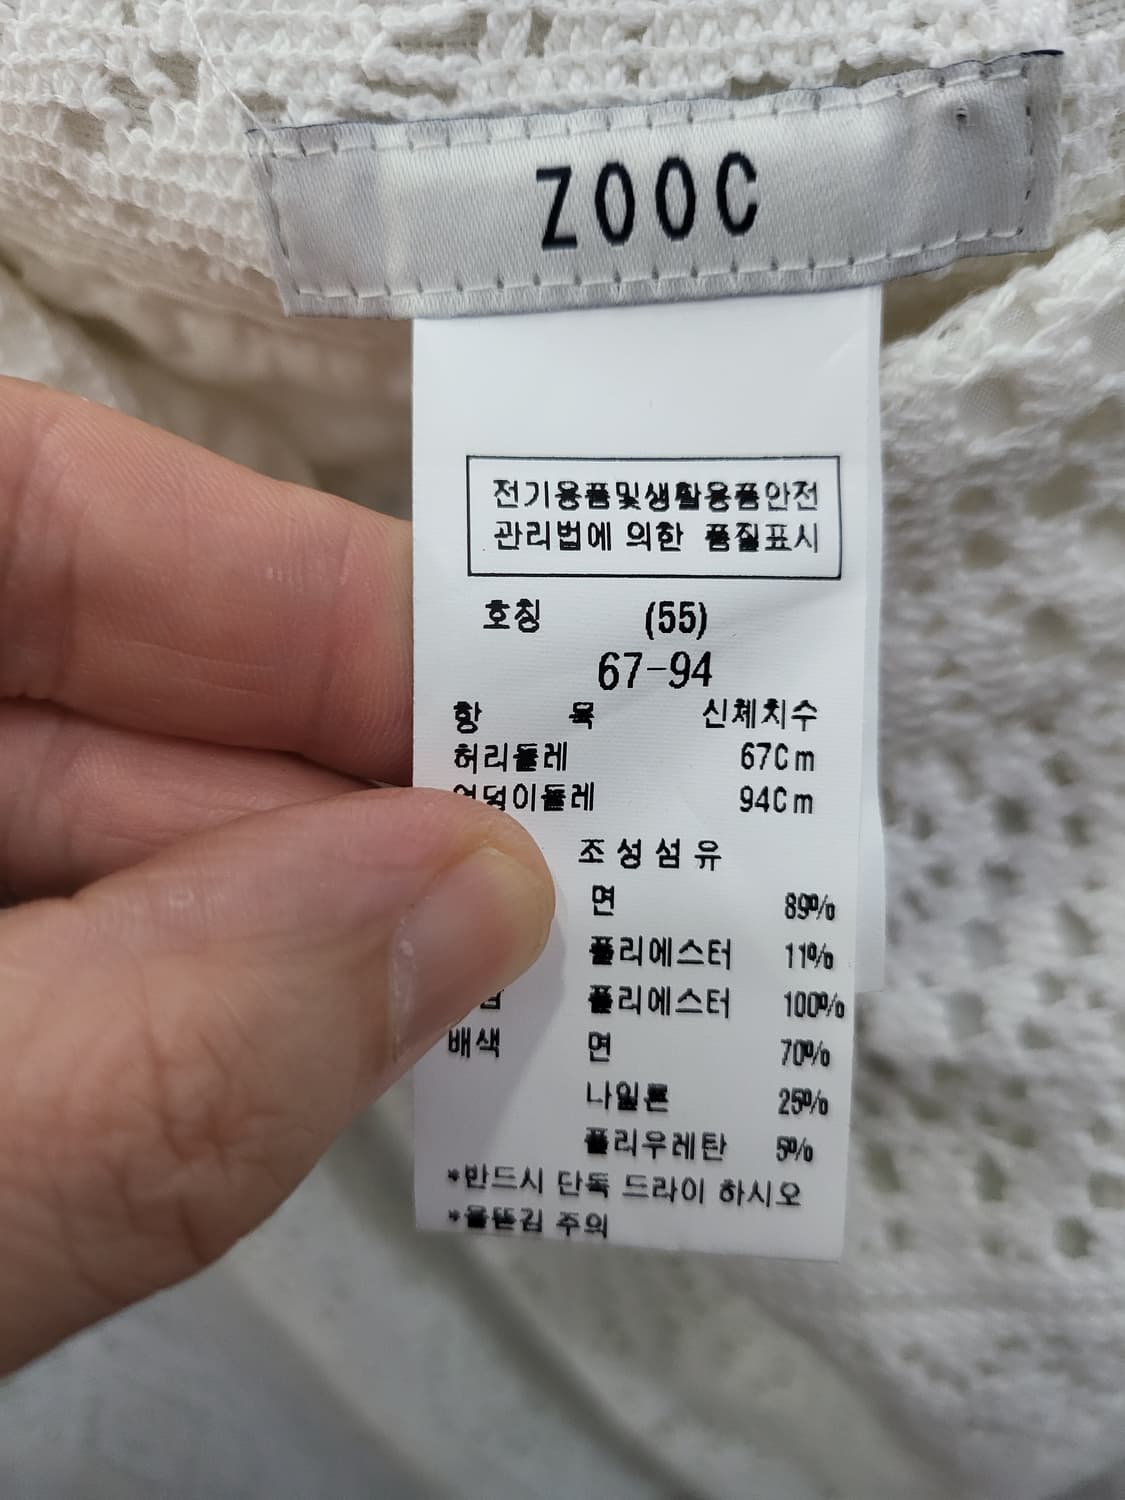 ZOOC
전기용품및생활용품안전
관리법에 의한 품질표시
호칭 (55)
67-94
항 목 신체치수
허리둘레 67Cm
엉덩이둘레 94Cm
조성섬유
면 89%
폴리에스터 11%
폴리에스터 100%
배색 면 70%
나일론 25%
폴리우레탄 5%
*반드시 단독 드라이 하시오
*올뜯김 주의